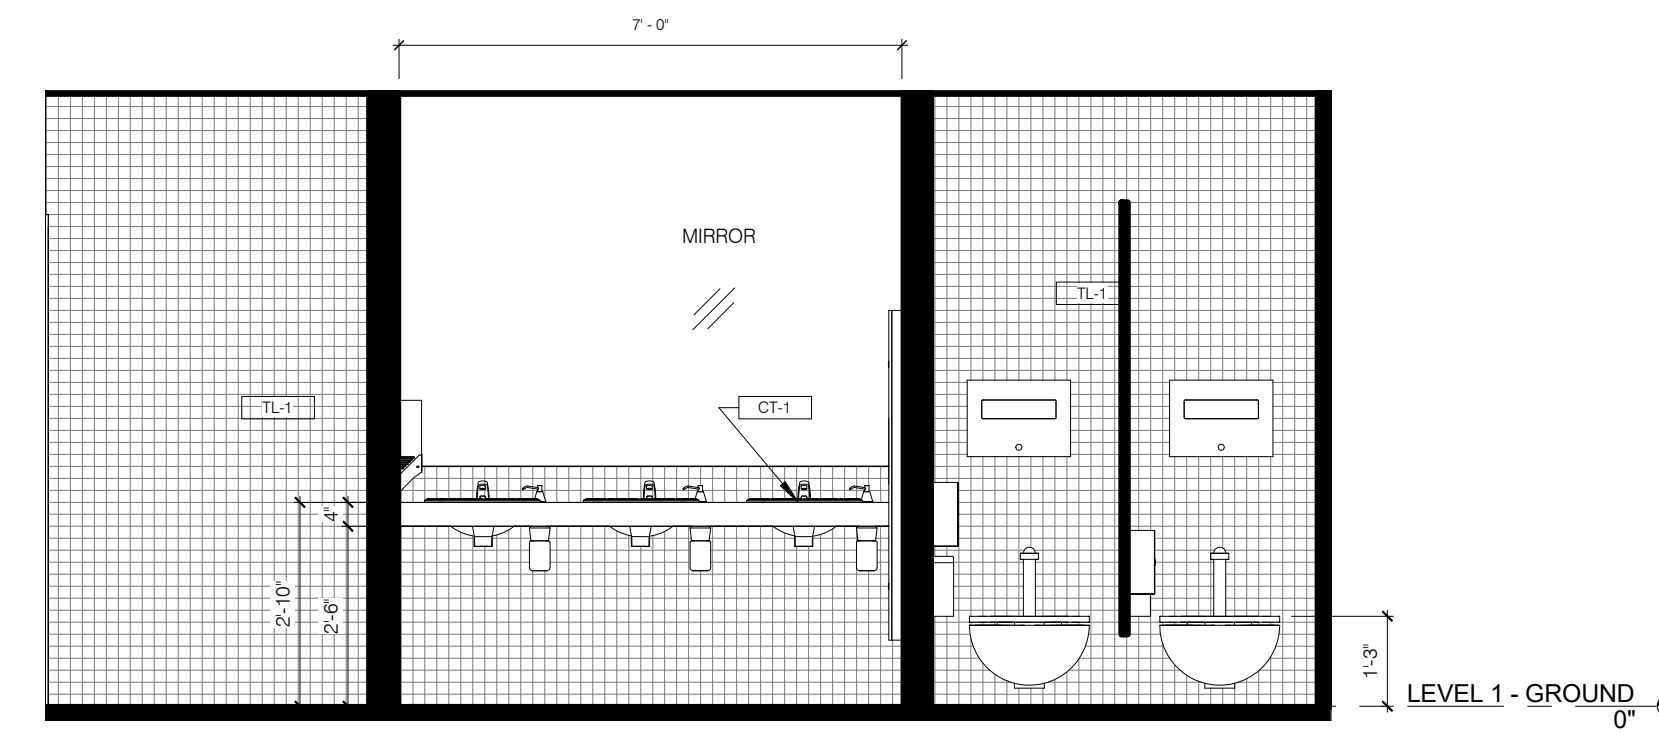 7' - 0"
MIRROR
TL-1
TL-1
CT-1
4"
2'-10"
2'-6"
1'-3"
LEVEL 1 - GROUND
0"